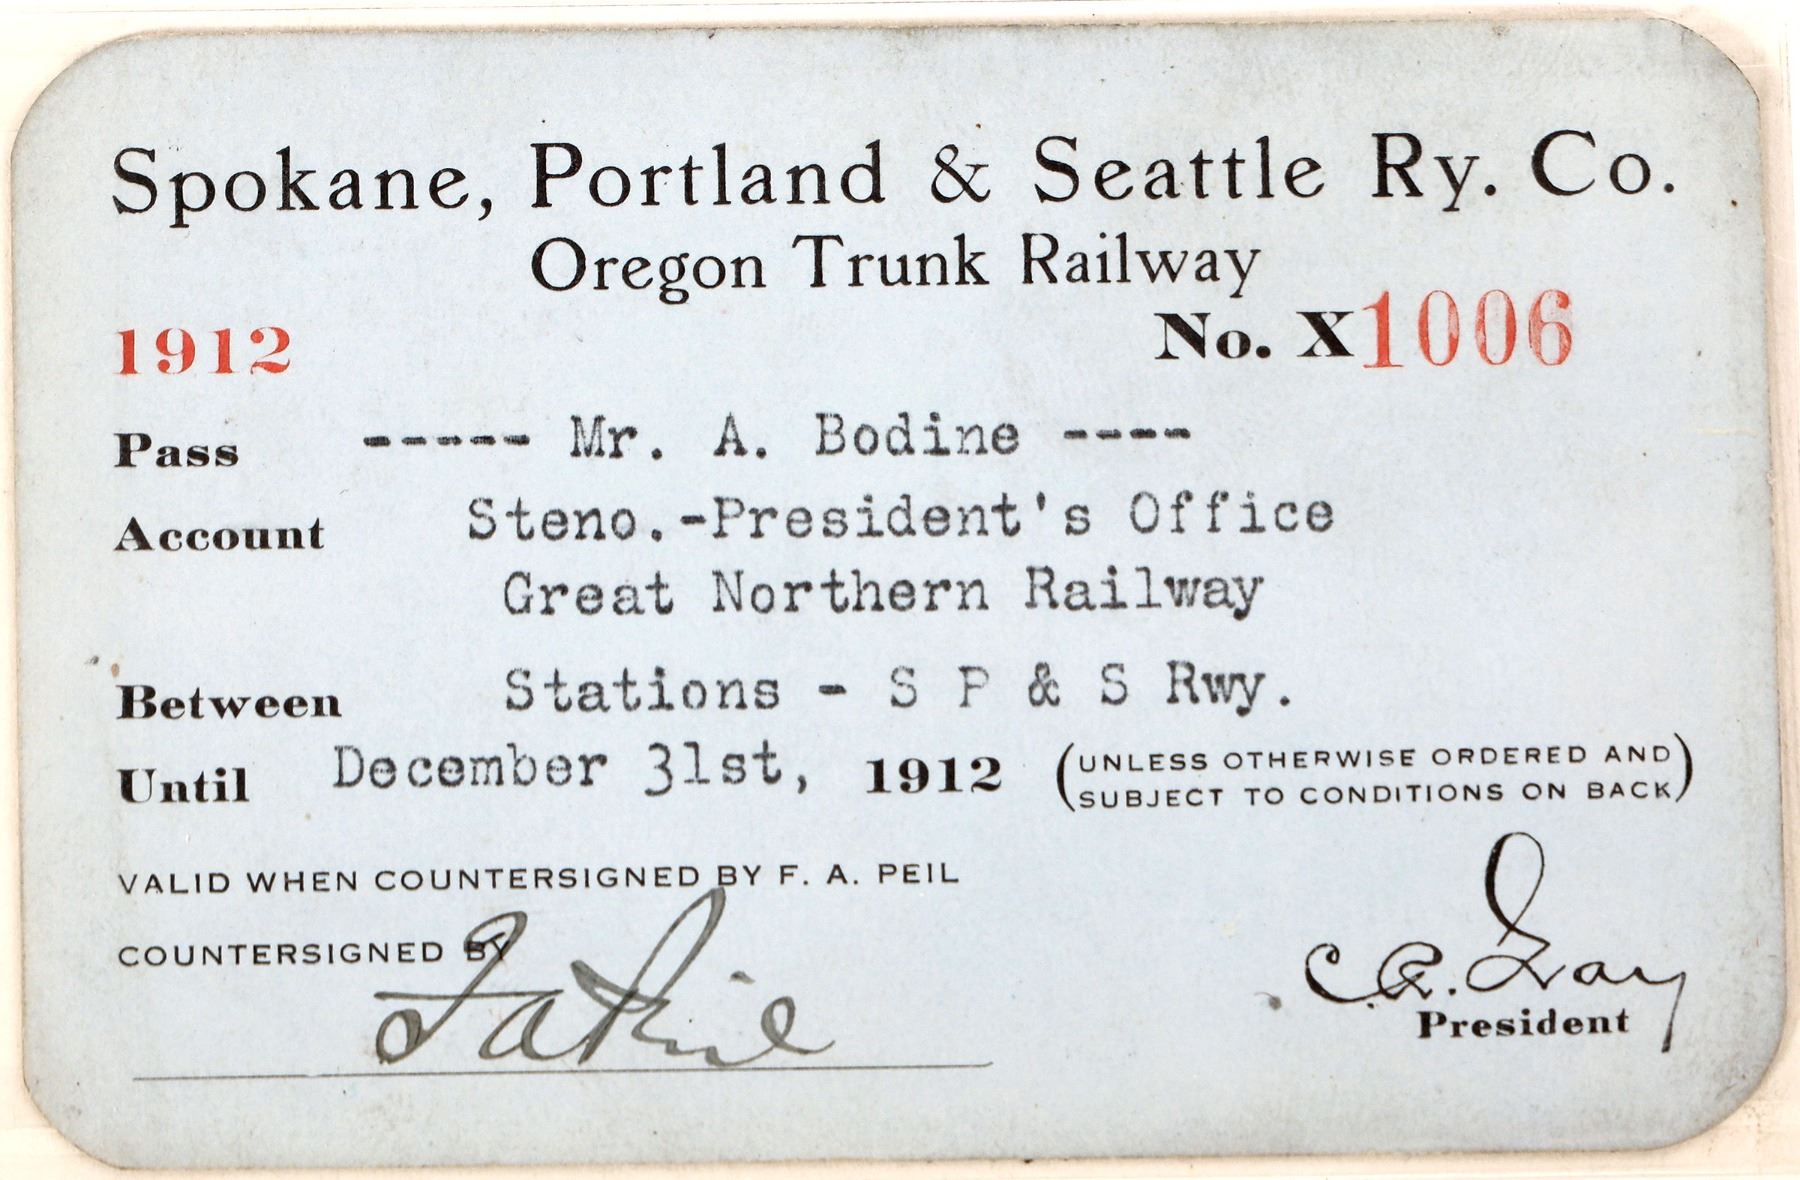 Spokane, Portland & Seattle Ry. Co.
Oregon Trunk Railway
1912 No. X1006
Pass ----- Mr. A. Bodine ----
Account Steno.-President's Office
Great Northern Railway
Between Stations - S P & S Rwy.
Until December 31st, 1912 (UNLESS OTHERWISE ORDERED AND
SUBJECT TO CONDITIONS ON BACK)
VALID WHEN COUNTERSIGNED BY F. A. PEIL
COUNTERSIGNED BY
F A Peil
C. R. Gray
President